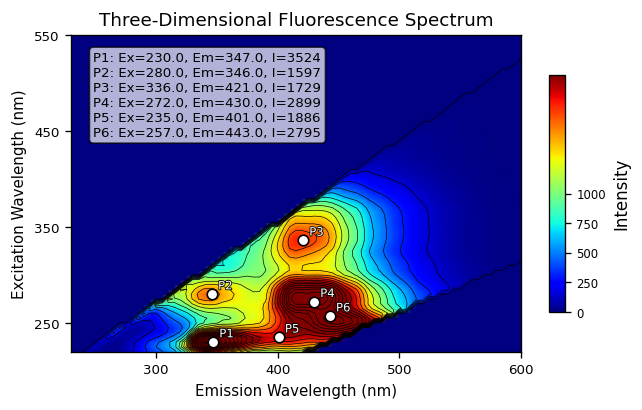 Three-Dimensional Fluorescence Spectrum
P1: Ex=230.0, Em=347.0, I=3524
P2: Ex=280.0, Em=346.0, I=1597
P3: Ex=336.0, Em=421.0, I=1729
P4: Ex=272.0, Em=430.0, I=2899
P5: Ex=235.0, Em=401.0, I=1886
P6: Ex=257.0, Em=443.0, I=2795
550
450
350
250
Excitation Wavelength (nm)
P3
P2
P4
P6
P5
P1
300
400
500
600
Emission Wavelength (nm)
1000
750
500
250
0
Intensity